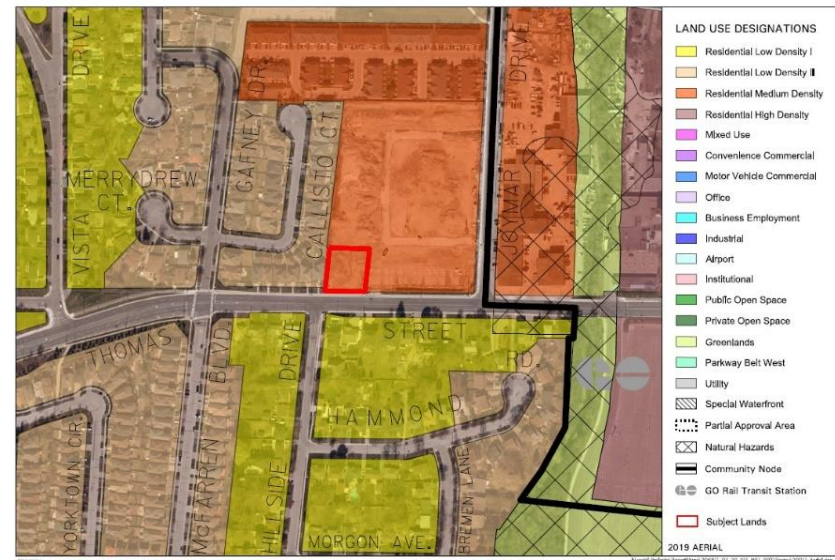 LAND USE DESIGNATIONS
Residential Low Density I
Residential Low Density II
Residential Medium Density
Residential High Density
Mixed Use
Convenience Commercial
Motor Vehicle Commercial
Office
Business Employment
Industrial
Airport
Institutional
Public Open Space
Private Open Space
Greenlands
Parkway Belt West
Utility
Special Waterfront
Partial Approval Area
Natural Hazards
Community Node
GO Rail Transit Station
Subject Lands
2019 AERIAL
VISTA DRIVE
MERRYDREW
CT.
GAFNEY DR.
CALLISTO CT.
JOYMAR DRIVE
THOMAS STREET
YORKTOWN CIR.
McFARREN BLVD.
HILLSIDE DRIVE
HAMMOND RD.
MORGON AVE.
BREMEN LANE